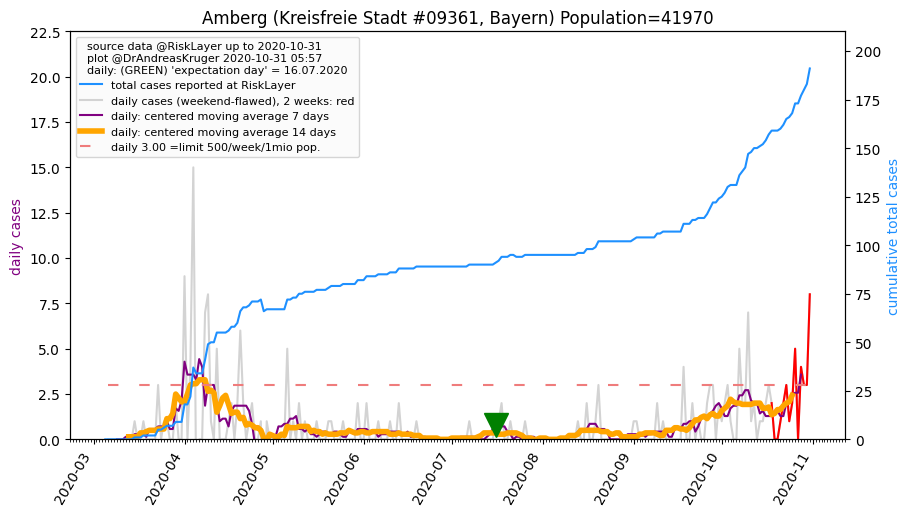 Amberg (Kreisfreie Stadt #09361, Bayern) Population=41970
source data @RiskLayer up to 2020-10-31
plot @DrAndreasKruger 2020-10-31 05:57
daily: (GREEN) 'expectation day' = 16.07.2020
total cases reported at RiskLayer
daily cases (weekend-flawed), 2 weeks: red
daily: centered moving average 7 days
daily: centered moving average 14 days
daily 3.00 =limit 500/week/1mio pop.
daily cases
22.5
20.0
17.5
15.0
12.5
10.0
7.5
5.0
2.5
0.0
200
175
150
125
100
75
50
25
0
cumulative total cases
2020-03
2020-04
2020-05
2020-06
2020-07
2020-08
2020-09
2020-10
2020-11